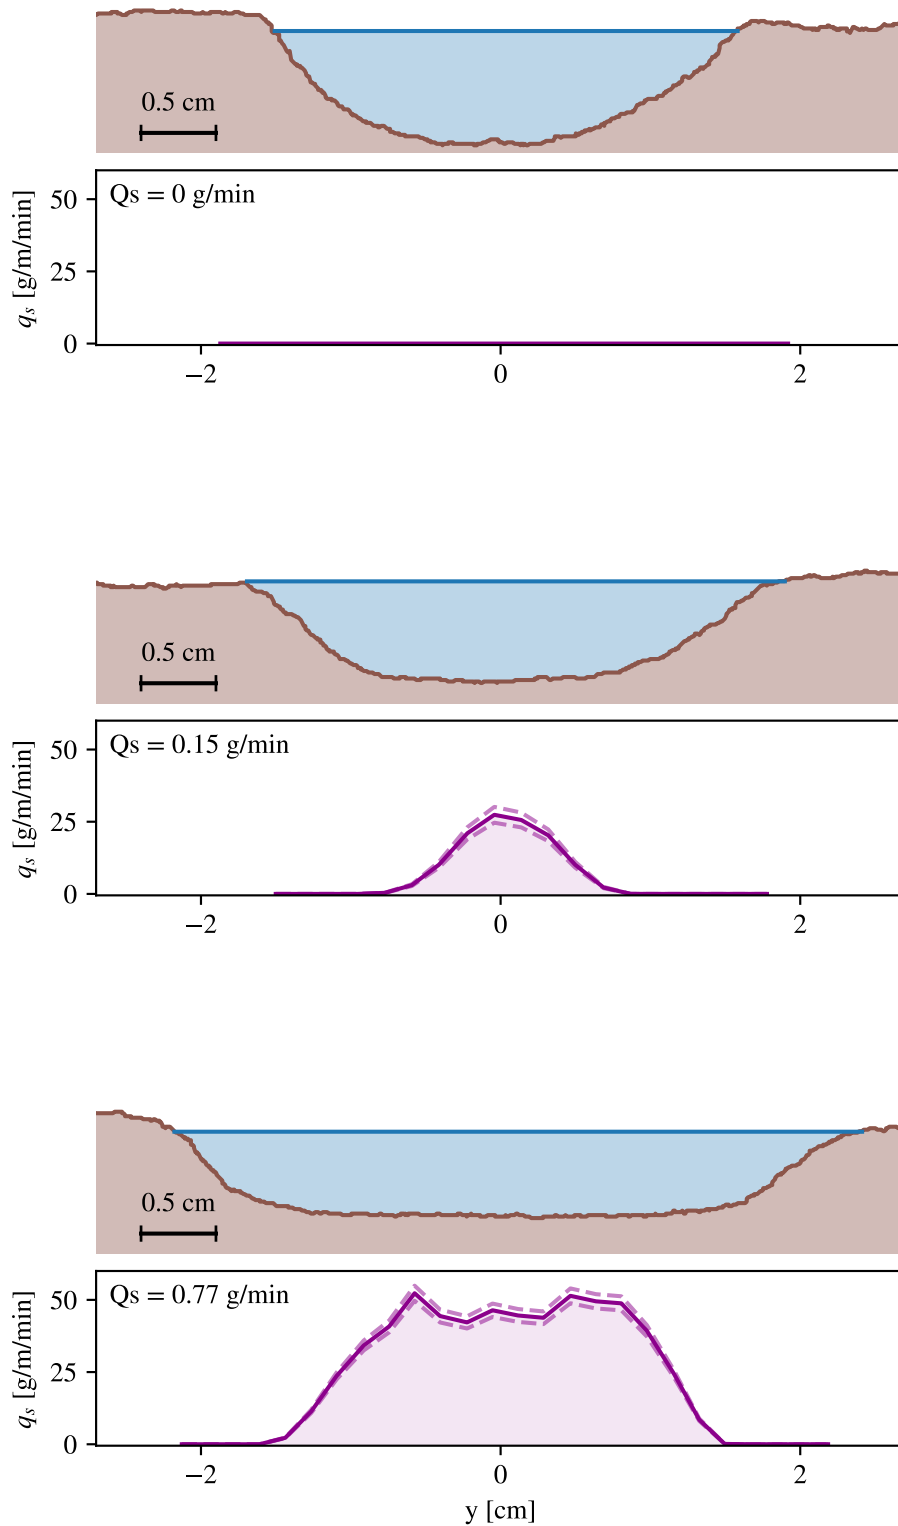 0.5 cm
Qs = 0 g/min
50
25
0
qₛ [g/m/min]
−2 0 2
0.5 cm
Qs = 0.15 g/min
50
25
0
qₛ [g/m/min]
−2 0 2
0.5 cm
Qs = 0.77 g/min
50
25
0
qₛ [g/m/min]
−2 0 2
y [cm]